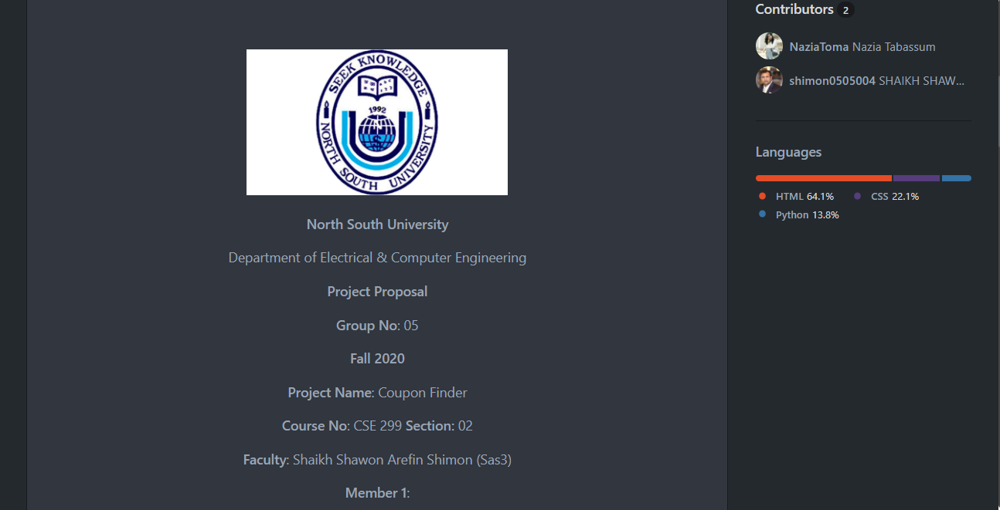 SEEK KNOWLEDGE
1992
NORTH SOUTH UNIVERSITY
North South University
Department of Electrical & Computer Engineering
Project Proposal
Group No: 05
Fall 2020
Project Name: Coupon Finder
Course No: CSE 299 Section: 02
Faculty: Shaikh Shawon Arefin Shimon (Sas3)
Member 1:
Contributors 2
NaziaToma Nazia Tabassum
shimon0505004 SHAIKH SHAW...
Languages
HTML 64.1% CSS 22.1%
Python 13.8%